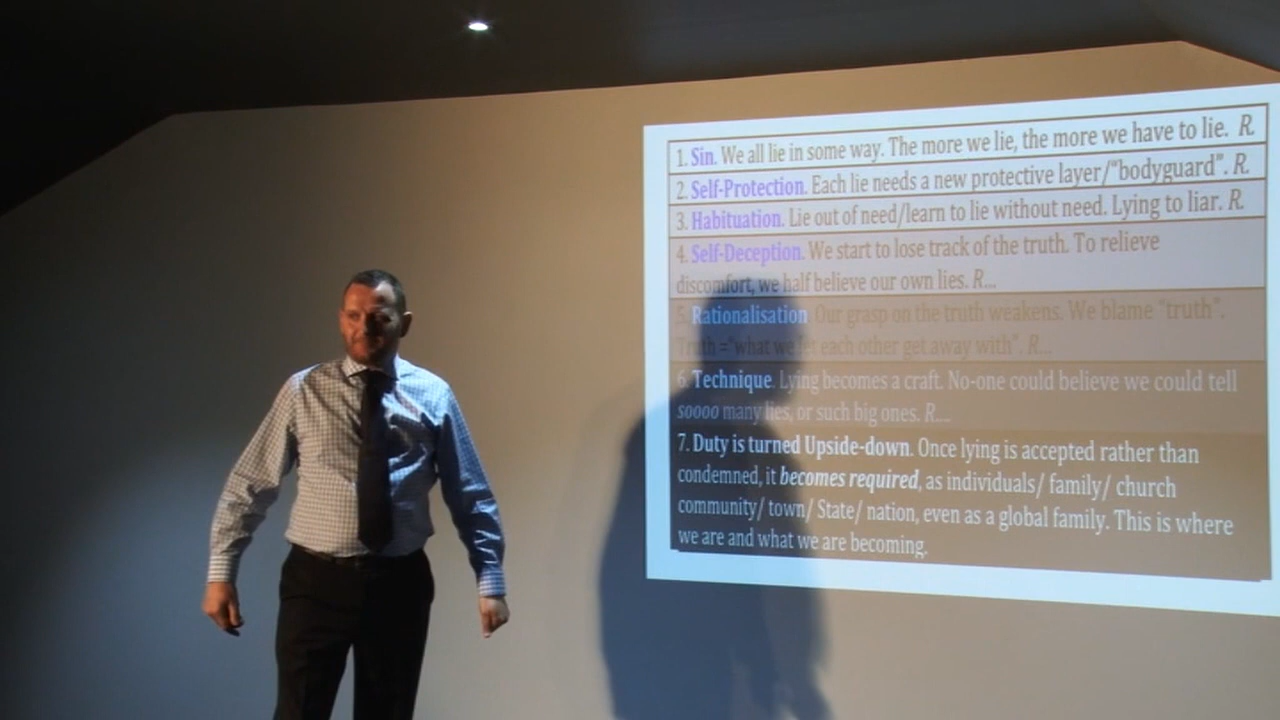 1. Sin. We all lie in some way. The more we lie, the more we have to lie. R.
2. Self-Protection. Each lie needs a new protective layer/"bodyguard". R.
3. Habituation. Lie out of need/learn to lie without need. Lying to liar. R.
4. Self-Deception. We start to lose track of the truth. To relieve
discomfort, we half believe our own lies. R...
5. Rationalisation. Our grasp on the truth weakens. We blame "truth".
Truth ="what we let each other get away with". R...
6. Technique. Lying becomes a craft. No-one could believe we could tell
soooo many lies, or such big ones. R....
7. Duty is turned Upside-down. Once lying is accepted rather than
condemned, it becomes required, as individuals/ family/ church
community/ town/ State/ nation, even as a global family. This is where
we are and what we are becoming.